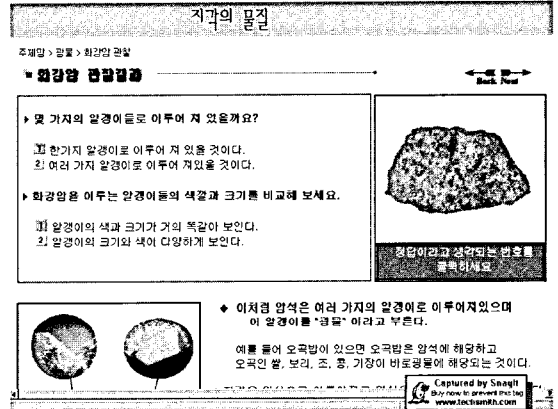 지각의 물질
주제망 > 광물 > 화강암 관찰
화강암 관찰결과
Back Next
▶ 몇 가지의 알갱이들로 이루어 져 있을까요?
1 한가지 알갱이로 이루어 져 있을 것이다.
2 여러 가지 알갱이로 이루어 져있을 것이다.
▶ 화강암을 이루는 알갱이들의 색깔과 크기를 비교해 보세요.
1 알갱이의 색과 크기가 거의 똑같아 보인다.
2 알갱이의 크기와 색이 다양하게 보인다.
정답이라고 생각되는 번호를
클릭하세요
◆ 이처럼 암석은 여러 가지의 알갱이로 이루어져있으며
이 알갱이를 "광물" 이라고 부른다.
예를 들어 오곡밥이 있으면 오곡밥은 암석에 해당하고
오곡인 쌀, 보리, 조, 콩, 기장이 바로광물에 해당되는 것이다.
Captured by SnagIt
Buy now to prevent this tag
www.techsmith.com